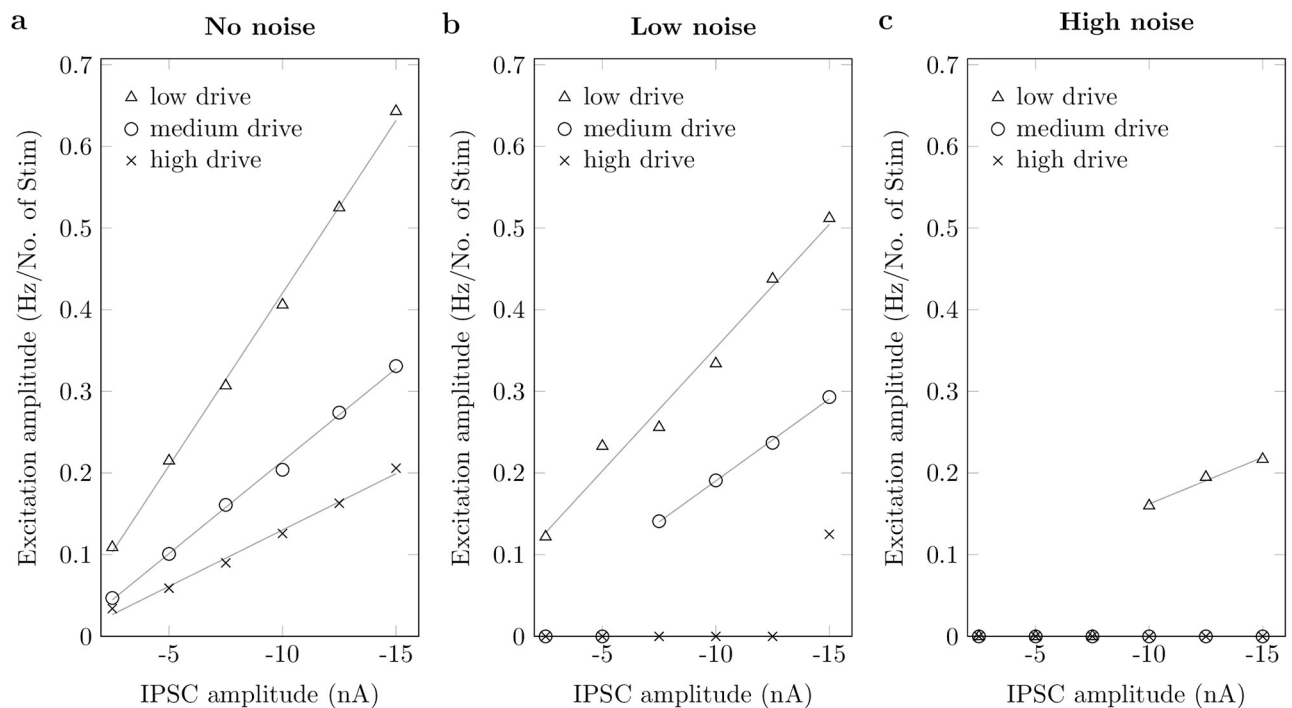 a
No noise
Excitation amplitude (Hz/No. of Stim)
0.7
0.6
0.5
0.4
0.3
0.2
0.1
0
low drive
medium drive
high drive
-5
-10
-15
IPSC amplitude (nA)
b
Low noise
Excitation amplitude (Hz/No. of Stim)
0.7
0.6
0.5
0.4
0.3
0.2
0.1
0
low drive
medium drive
high drive
-5
-10
-15
IPSC amplitude (nA)
c
High noise
Excitation amplitude (Hz/No. of Stim)
0.7
0.6
0.5
0.4
0.3
0.2
0.1
0
low drive
medium drive
high drive
-5
-10
-15
IPSC amplitude (nA)